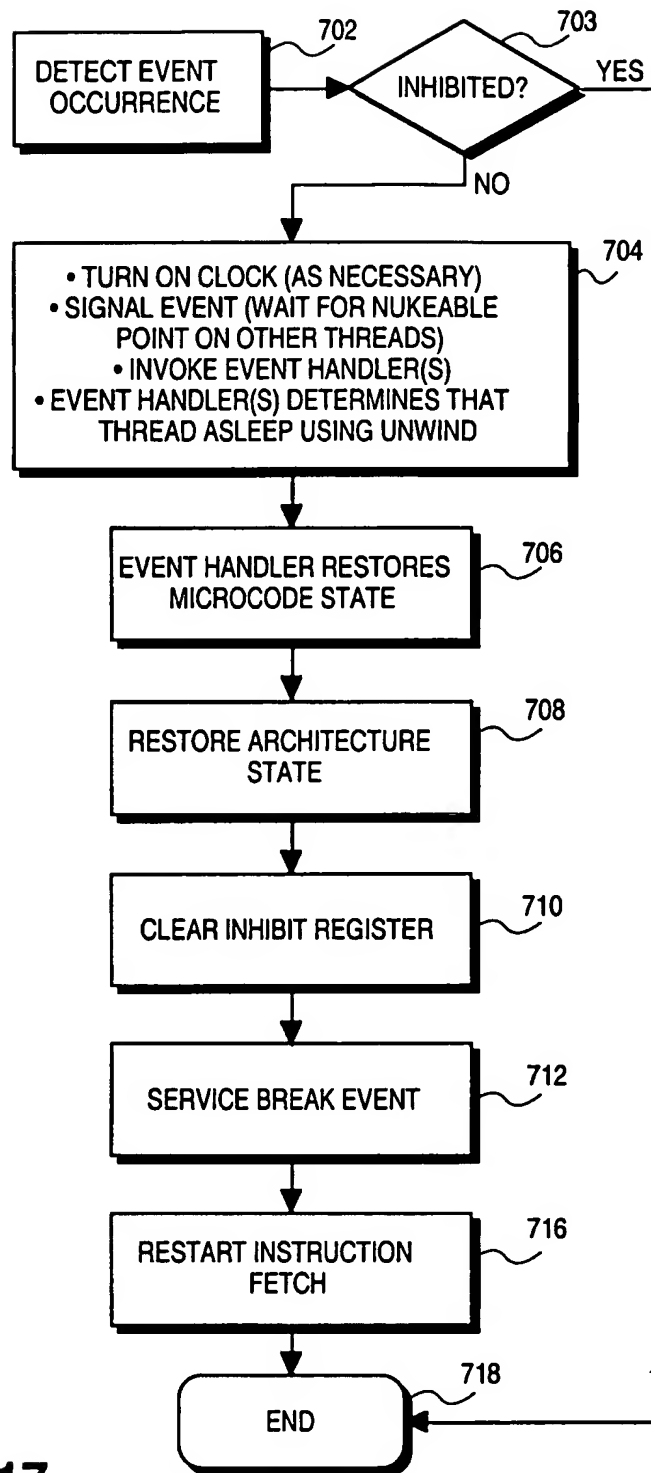 702
703
DETECT EVENT
OCCURRENCE
INHIBITED?
YES
NO
704
• TURN ON CLOCK (AS NECESSARY)
• SIGNAL EVENT (WAIT FOR NUKEABLE
POINT ON OTHER THREADS)
• INVOKE EVENT HANDLER(S)
• EVENT HANDLER(S) DETERMINES THAT
THREAD ASLEEP USING UNWIND
EVENT HANDLER RESTORES
MICROCODE STATE
706
RESTORE ARCHITECTURE
STATE
708
CLEAR INHIBIT REGISTER
710
SERVICE BREAK EVENT
712
RESTART INSTRUCTION
FETCH
716
END
718